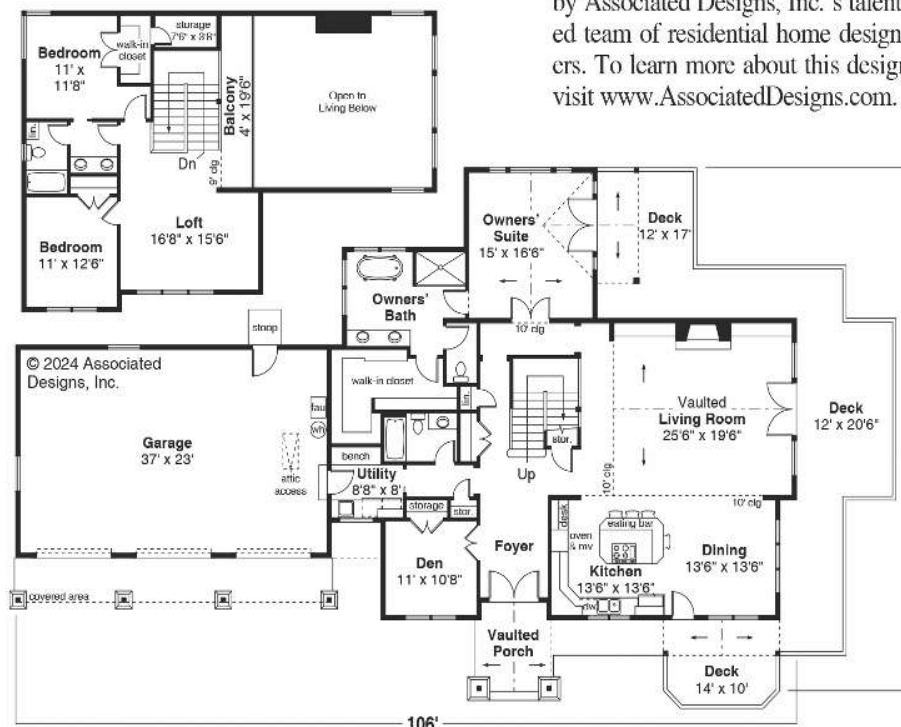 by Associated Designs, Inc.'s talent-
ed team of residential home design-
ers. To learn more about this design
visit www.AssociatedDesigns.com.
storage
7'6" x 8'8"
Bedroom
11' x
11'8"
walk-in
closet
Balcony
4' x 19'6"
Open to
Living Below
lin.
Dn
9' clg
Loft
16'8" x 15'6"
Bedroom
11' x 12'6"
Owners'
Suite
15' x 16'6"
Deck
12' x 17'
Owners'
Bath
10' clg
stoop
© 2024 Associated
Designs, Inc.
walk-in closet
lin.
Vaulted
Living Room
25'6" x 19'6"
Deck
12' x 20'6"
fau
wh
Garage
37' x 23'
attic
access
stor.
Up
bench
Utility
8'8" x 8'
10' clg
10' clg
storage
stor.
desk
eating bar
oven
& mv
Foyer
Den
11' x 10'8"
Kitchen
13'6" x 13'6"
Dining
13'6" x 13'6"
dw
covered area
Vaulted
Porch
Deck
14' x 10'
106'